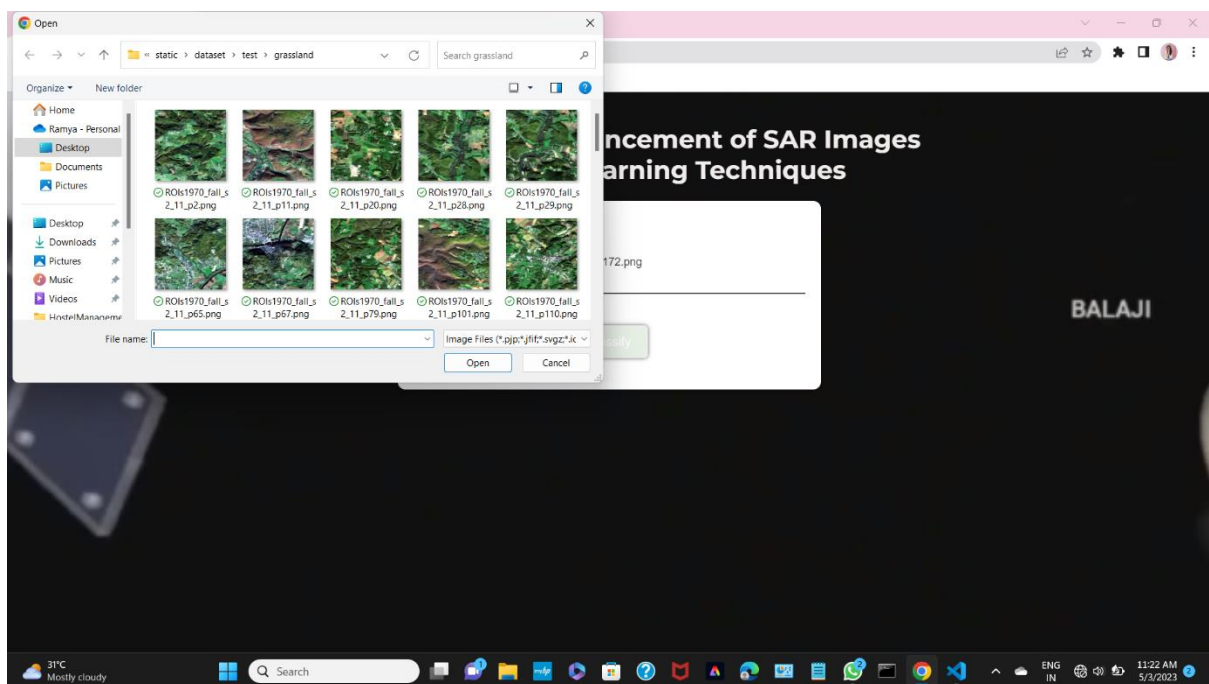 Open
« static > dataset > test > grassland
Search grassland
Organize
New folder
Home
Ramya - Personal
Desktop
Documents
Pictures
Desktop
Downloads
Pictures
Music
Videos
HostelManageme
ROIs1970_fall_s
2_11_p2.png
ROIs1970_fall_s
2_11_p11.png
ROIs1970_fall_s
2_11_p20.png
ROIs1970_fall_s
2_11_p28.png
ROIs1970_fall_s
2_11_p29.png
ROIs1970_fall_s
2_11_p65.png
ROIs1970_fall_s
2_11_p67.png
ROIs1970_fall_s
2_11_p79.png
ROIs1970_fall_s
2_11_p101.png
ROIs1970_fall_s
2_11_p110.png
File name:
Image Files (*.pjp;*.jfif;*.svgz;*.ic
Open
Cancel
ncement of SAR Images
arning Techniques
172.png
ssify
BALAJI
31°C
Mostly cloudy
Search
ENG
IN
11:22 AM
5/3/2023
2